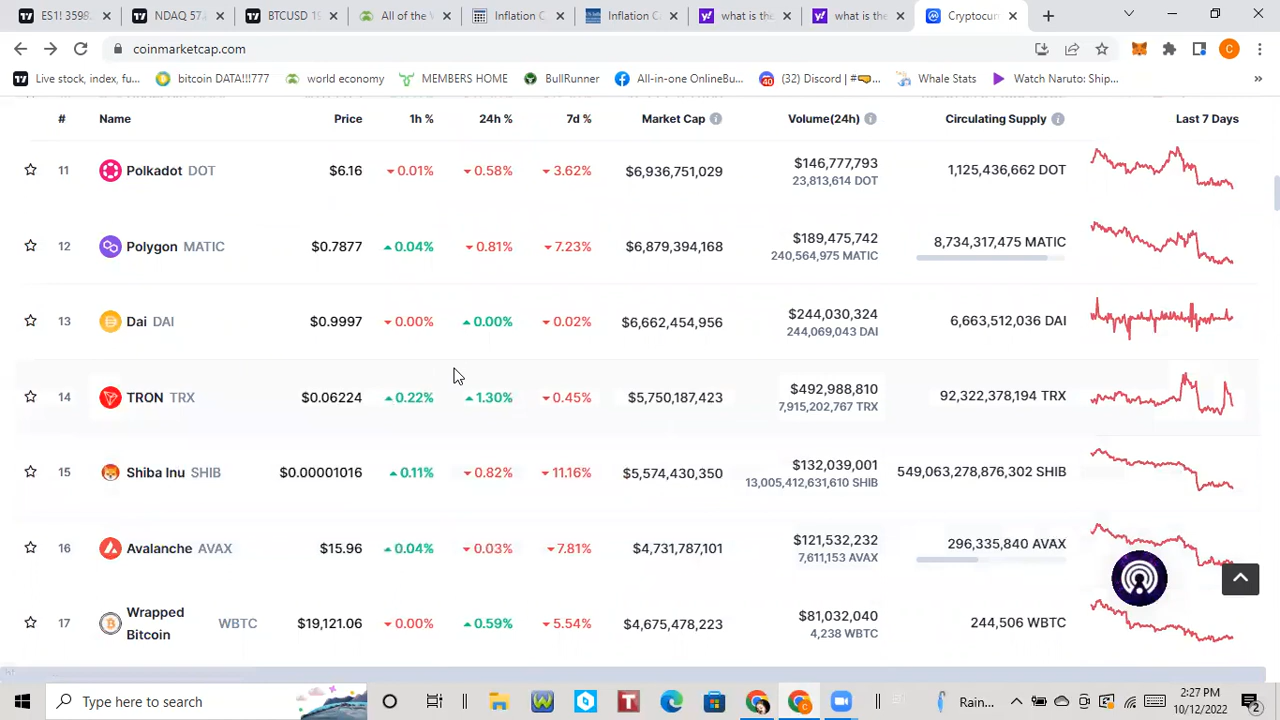 ES1! 3598
NDAQ 57.
BTCUSD 1
All of the
Inflation C
Inflation C
what is the
what is the
Cryptocur
coinmarketcap.com
C
Live stock, index, fu...
bitcoin DATA!!!777
world economy
MEMBERS HOME
BullRunner
All-in-one OnlineBu...
(32) Discord | #
Whale Stats
Watch Naruto: Ship...
»
# Name Price 1h % 24h % 7d % Market Cap Volume(24h) Circulating Supply Last 7 Days
11 Polkadot DOT $6.16 0.01% 0.58% 3.62% $6,936,751,029 $146,777,793 1,125,436,662 DOT
23,813,614 DOT
12 Polygon MATIC $0.7877 0.04% 0.81% 7.23% $6,879,394,168 $189,475,742 8,734,317,475 MATIC
240,564,975 MATIC
13 Dai DAI $0.9997 0.00% 0.00% 0.02% $6,662,454,956 $244,030,324 6,663,512,036 DAI
244,069,043 DAI
14 TRON TRX $0.06224 0.22% 1.30% 0.45% $5,750,187,423 $492,988,810 92,322,378,194 TRX
7,915,202,767 TRX
15 Shiba Inu SHIB $0.00001016 0.11% 0.82% 11.16% $5,574,430,350 $132,039,001 549,063,278,876,302 SHIB
13,005,412,631,610 SHIB
16 Avalanche AVAX $15.96 0.04% 0.03% 7.81% $4,731,787,101 $121,532,232 296,335,840 AVAX
7,611,153 AVAX
17 Wrapped Bitcoin WBTC $19,121.06 0.00% 0.59% 5.54% $4,675,478,223 $81,032,040 244,506 WBTC
4,238 WBTC
Type here to search
Rain...
2:27 PM
10/12/2022
2